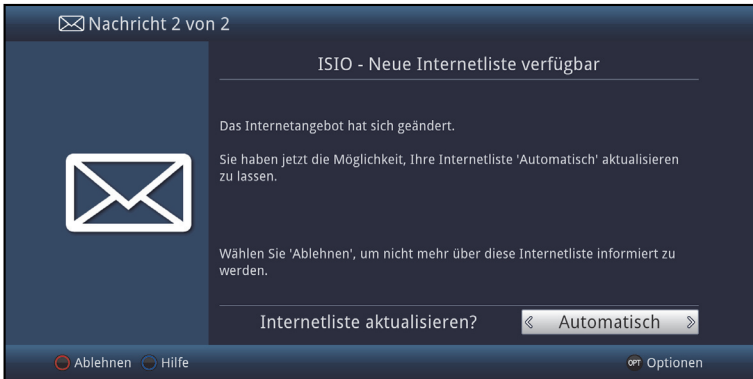 Nachricht 2 von 2
ISIO - Neue Internetliste verfügbar
Das Internetangebot hat sich geändert.
Sie haben jetzt die Möglichkeit, Ihre Internetliste 'Automatisch' aktualisieren
zu lassen.
Wählen Sie 'Ablehnen', um nicht mehr über diese Internetliste informiert zu
werden.
Internetliste aktualisieren? « Automatisch »
Ablehnen Hilfe OPT Optionen